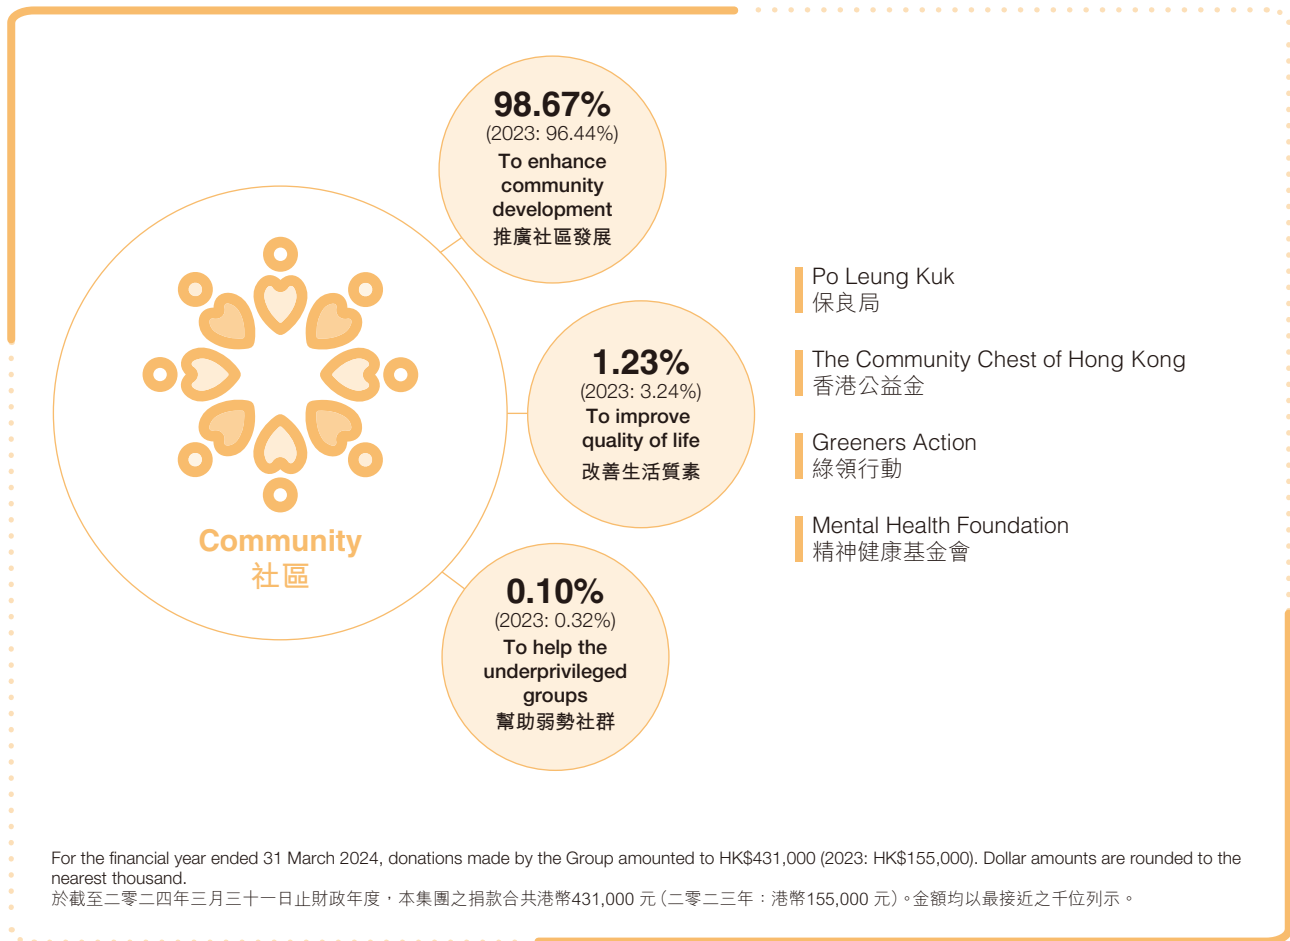 98.67%
(2023: 96.44%)
To enhance
community
development
推廣社區發展
1.23%
(2023: 3.24%)
To improve
quality of life
改善生活質素
0.10%
(2023: 0.32%)
To help the
underprivileged
groups
幫助弱勢社群
Community
社區
Po Leung Kuk
保良局
The Community Chest of Hong Kong
香港公益金
Greeners Action
綠領行動
Mental Health Foundation
精神健康基金會
For the financial year ended 31 March 2024, donations made by the Group amounted to HK$431,000 (2023: HK$155,000). Dollar amounts are rounded to the
nearest thousand.
於截至二零二四年三月三十一日止財政年度，本集團之捐款合共港幣431,000 元（二零二三年：港幣155,000 元）。金額均以最接近之千位列示。